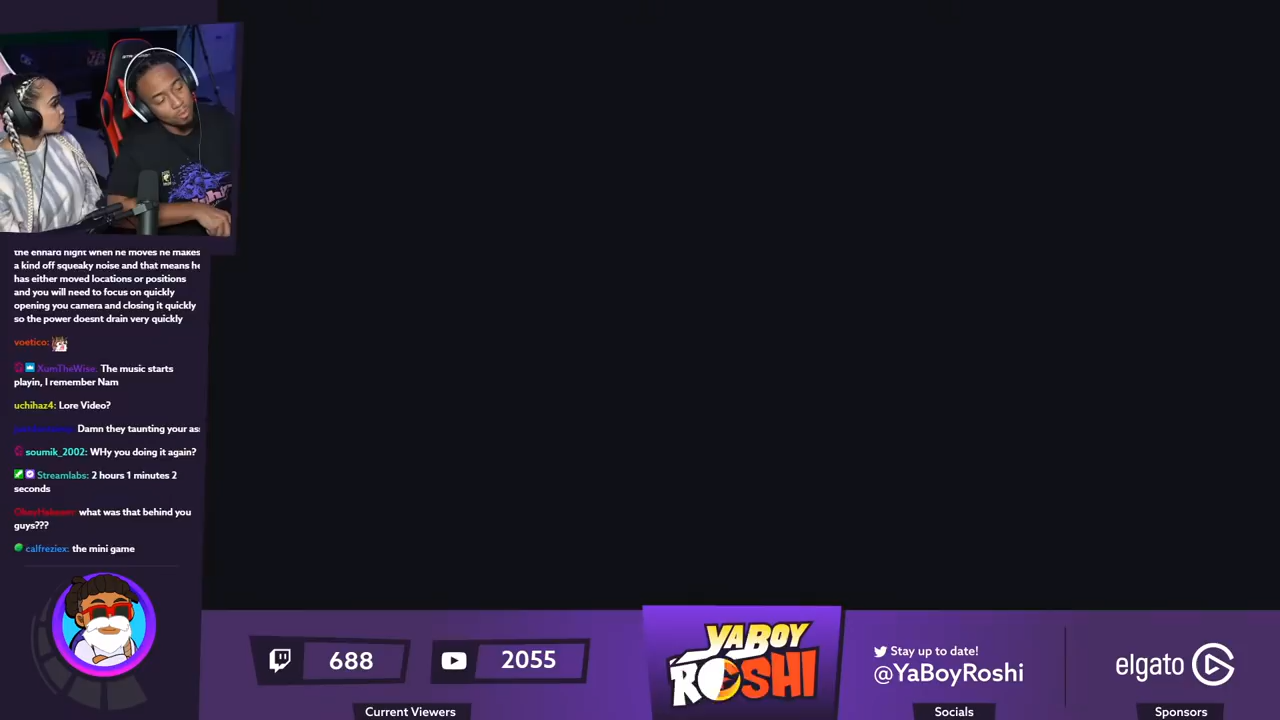 the ennard night when he moves he makes
a kind off squeaky noise and that means he
has either moved locations or positions
and you will need to focus on quickly
opening you camera and closing it quickly
so the power doesnt drain very quickly
voetico:
XumTheWise: The music starts
playin, I remember Nam
uchihaz4: Lore Video?
Damn they taunting your as
soumik_2002: WHy you doing it again?
Streamlabs: 2 hours 1 minutes 2
seconds
what was that behind you
guys???
calfreziex: the mini game
688
2055
Current Viewers
YABOY
ROSHI
Stay up to date!
@YaBoyRoshi
Socials
elgato
Sponsors